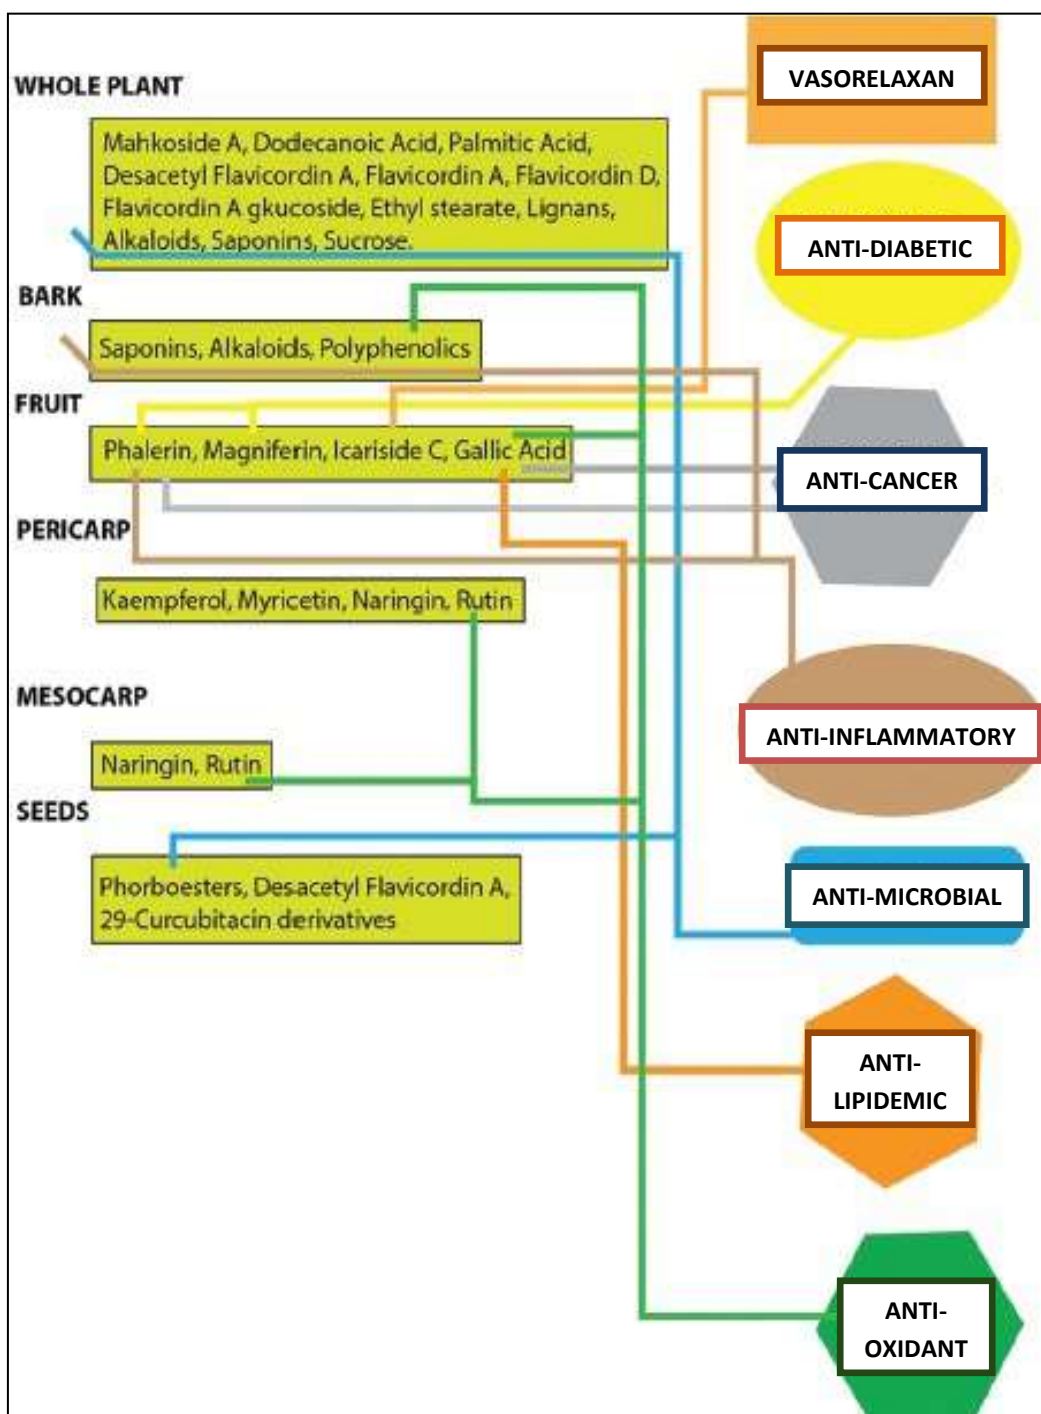 WHOLE PLANT
Mahkoside A, Dodecanoic Acid, Palmitic Acid,
Desacetyl Flavicordin A, Flavicordin A, Flavicordin D,
Flavicordin A gkucoside, Ethyl stearate, Lignans,
Alkaloids, Saponins, Sucrose.
BARK
Saponins, Alkaloids, Polyphenolics
FRUIT
Phalerin, Magniferin, Icariside C, Gallic Acid
PERICARP
Kaempferol, Myricetin, Naringin, Rutin
MESOCARP
Naringin, Rutin
SEEDS
Phorboesters, Desacetyl Flavicordin A,
29-Curcubitacin derivatives
VASORELAXAN
ANTI-DIABETIC
ANTI-CANCER
ANTI-INFLAMMATORY
ANTI-MICROBIAL
ANTI-
LIPIDEMIC
ANTI-
OXIDANT